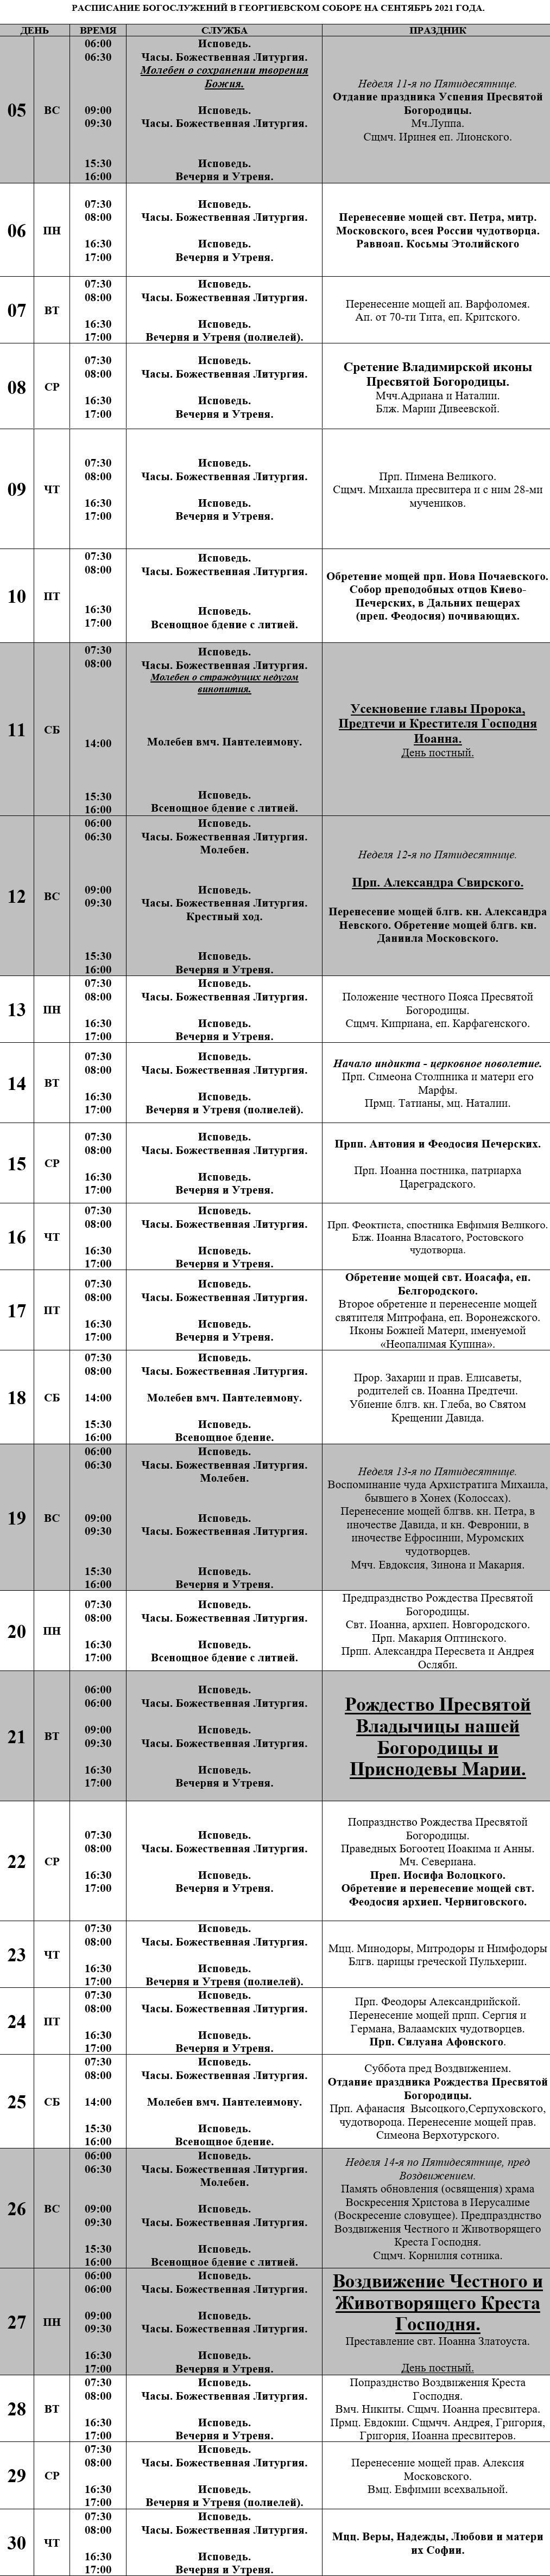 РАСПИСАНИЕ БОГОСЛУЖЕНИЙ В ГЕОРГИЕВСКОМ СОБОРЕ НА СЕНТЯБРЬ 2021 ГОДА.
ДЕНЬ ВРЕМЯ СЛУЖБА ПРАЗДНИК
05 ВС
06:00 Исповедь.
06:30 Часы. Божественная Литургия.
Молебен о сохранении творения
Божия.
09:00 Исповедь.
09:30 Часы. Божественная Литургия.
15:30 Исповедь.
16:00 Вечерня и Утреня.
Неделя 11-я по Пятидесятнице.
Отдание праздника Успения Пресвятой
Богородицы.
Мч.Луппа.
Сщмч. Иринея еп. Лионского.
06 ПН
07:30 Исповедь.
08:00 Часы. Божественная Литургия.
16:30 Исповедь.
17:00 Вечерня и Утреня.
Перенесение мощей свт. Петра, митр.
Московского, всея России чудотворца.
Равноап. Косьмы Этолийского
07 ВТ
07:30 Исповедь.
08:00 Часы. Божественная Литургия.
16:30 Исповедь.
17:00 Вечерня и Утреня (полиелей).
Перенесение мощей ап. Варфоломея.
Ап. от 70-ти Тита, еп. Критского.
08 СР
07:30 Исповедь.
08:00 Часы. Божественная Литургия.
16:30 Исповедь.
17:00 Вечерня и Утреня.
Сретение Владимирской иконы
Пресвятой Богородицы.
Мчч.Адриана и Наталии.
Блж. Марии Дивеевской.
09 ЧТ
07:30 Исповедь.
08:00 Часы. Божественная Литургия.
16:30 Исповедь.
17:00 Вечерня и Утреня.
Прп. Пимена Великого.
Сщмч. Михаила пресвитера и с ним 28-ми
мучеников.
10 ПТ
07:30 Исповедь.
08:00 Часы. Божественная Литургия.
16:30 Исповедь.
17:00 Всенощное бдение с литией.
Обретение мощей прп. Иова Почаевского.
Собор преподобных отцов Киево-
Печерских, в Дальних пещерах
(преп. Феодосия) почивающих.
11 СБ
07:30 Исповедь.
08:00 Часы. Божественная Литургия.
Молебен о страждущих недугом
винопития.
14:00 Молебен вмч. Пантелеимону.
15:30 Исповедь.
16:00 Всенощное бдение с литией.
Усекновение главы Пророка,
Предтечи и Крестителя Господня
Иоанна.
День постный.
12 ВС
06:00 Исповедь.
06:30 Часы. Божественная Литургия.
Молебен.
09:00 Исповедь.
09:30 Часы. Божественная Литургия.
Крестный ход.
15:30 Исповедь.
16:00 Вечерня и Утреня.
Неделя 12-я по Пятидесятнице.
Прп. Александра Свирского.
Перенесение мощей блгв. кн. Александра
Невского. Обретение мощей блгв. кн.
Даниила Московского.
13 ПН
07:30 Исповедь.
08:00 Часы. Божественная Литургия.
16:30 Исповедь.
17:00 Вечерня и Утреня.
Положение честного Пояса Пресвятой
Богородицы.
Сщмч. Киприана, еп. Карфагенского.
14 ВТ
07:30 Исповедь.
08:00 Часы. Божественная Литургия.
16:30 Исповедь.
17:00 Вечерня и Утреня (полиелей).
Начало индикта - церковное новолетие.
Прп. Симеона Столпника и матери его
Марфы.
Прмц. Татианы, мц. Наталии.
15 СР
07:30 Исповедь.
08:00 Часы. Божественная Литургия.
16:30 Исповедь.
17:00 Вечерня и Утреня.
Прпп. Антония и Феодосия Печерских.
Прп. Иоанна постника, патриарха
Цареградского.
16 ЧТ
07:30 Исповедь.
08:00 Часы. Божественная Литургия.
16:30 Исповедь.
17:00 Вечерня и Утреня.
Прп. Феоктиста, спостника Евфимия Великого.
Блж. Иоанна Власатого, Ростовского
чудотворца.
17 ПТ
07:30 Исповедь.
08:00 Часы. Божественная Литургия.
16:30 Исповедь.
17:00 Вечерня и Утреня.
Обретение мощей свт. Иоасафа, еп.
Белгородского.
Второе обретение и перенесение мощей
святителя Митрофана, еп. Воронежского.
Иконы Божией Матери, именуемой
«Неопалимая Купина».
18 СБ
07:30 Исповедь.
08:00 Часы. Божественная Литургия.
14:00 Молебен вмч. Пантелеимону.
15:30 Исповедь.
16:00 Всенощное бдение.
Прор. Захарии и прав. Елисаветы,
родителей св. Иоанна Предтечи.
Убиение блгв. кн. Глеба, во Святом
Крещении Давида.
19 ВС
06:00 Исповедь.
06:30 Часы. Божественная Литургия.
Молебен.
09:00 Исповедь.
09:30 Часы. Божественная Литургия.
15:30 Исповедь.
16:00 Вечерня и Утреня.
Неделя 13-я по Пятидесятнице.
Воспоминание чуда Архистратига Михаила,
бывшего в Хонех (Колоссах).
Перенесение мощей блгвв. кн. Петра, в
иночестве Давида, и кн. Февронии, в
иночестве Ефросинии, Муромских
чудотворцев.
Мчч. Евдоксия, Зинона и Макария.
20 ПН
07:30 Исповедь.
08:00 Часы. Божественная Литургия.
16:30 Исповедь.
17:00 Всенощное бдение с литией.
Предпразднство Рождества Пресвятой
Богородицы.
Свт. Иоанна, архиеп. Новгородского.
Прп. Макария Оптинского.
Прпп. Александра Пересвета и Андрея
Осляби.
21 ВТ
06:00 Исповедь.
06:00 Часы. Божественная Литургия.
09:00 Исповедь.
09:30 Часы. Божественная Литургия.
16:30 Исповедь.
17:00 Вечерня и Утреня.
Рождество Пресвятой
Владычицы нашей
Богородицы и
Приснодевы Марии.
22 СР
07:30 Исповедь.
08:00 Часы. Божественная Литургия.
16:30 Исповедь.
17:00 Вечерня и Утреня.
Попразднство Рождества Пресвятой
Богородицы.
Праведных Богоотец Иоакима и Анны.
Мч. Севериана.
Преп. Иосифа Волоцкого.
Обретение и перенесение мощей свт.
Феодосия архиеп. Черниговского.
23 ЧТ
07:30 Исповедь.
08:00 Часы. Божественная Литургия.
16:30 Исповедь.
17:00 Вечерня и Утреня (полиелей).
Мцц. Минодоры, Митродоры и Нимфодоры
Блгв. царицы греческой Пульхерии.
24 ПТ
07:30 Исповедь.
08:00 Часы. Божественная Литургия.
16:30 Исповедь.
17:00 Вечерня и Утреня.
Прп. Феодоры Александрийской.
Перенесение мощей прпп. Сергия и
Германа, Валаамских чудотворцев.
Прп. Силуана Афонского.
25 СБ
07:30 Исповедь.
08:00 Часы. Божественная Литургия.
14:00 Молебен вмч. Пантелеимону.
15:30 Исповедь.
16:00 Всенощное бдение.
Суббота пред Воздвижением.
Отдание праздника Рождества Пресвятой
Богородицы.
Прп. Афанасия Высоцкого,Серпуховского,
чудотвороца. Перенесение мощей прав.
Симеона Верхотурского.
26 ВС
06:00 Исповедь.
06:30 Часы. Божественная Литургия.
Молебен.
09:00 Исповедь.
09:30 Часы. Божественная Литургия.
15:30 Исповедь.
16:00 Всенощное бдение с литией.
Неделя 14-я по Пятидесятнице, пред
Воздвижением.
Память обновления (освящения) храма
Воскресения Христова в Иерусалиме
(Воскресение словущее). Предпразднство
Воздвижения Честного и Животворящего
Креста Господня.
Сщмч. Корнилия сотника.
27 ПН
06:00 Исповедь.
06:00 Часы. Божественная Литургия.
09:00 Исповедь.
09:30 Часы. Божественная Литургия.
16:30 Исповедь.
17:00 Вечерня и Утреня.
Воздвижение Честного и
Животворящего Креста
Господня.
Преставление свт. Иоанна Златоуста.
День постный.
28 ВТ
07:30 Исповедь.
08:00 Часы. Божественная Литургия.
16:30 Исповедь.
17:00 Вечерня и Утреня.
Попразднство Воздвижения Креста
Господня.
Вмч. Никиты. Сщмч. Иоанна пресвитера.
Прмц. Евдокии. Сщмчч. Андрея, Григория,
Григория, Иоанна пресвитеров.
29 СР
07:30 Исповедь.
08:00 Часы. Божественная Литургия.
16:30 Исповедь.
17:00 Вечерня и Утреня (полиелей).
Перенесение мощей прав. Алексия
Московского.
Вмц. Евфимии всехвальной.
30 ЧТ
07:30 Исповедь.
08:00 Часы. Божественная Литургия.
16:30 Исповедь.
17:00 Вечерня и Утреня.
Мцц. Веры, Надежды, Любови и матери
их Софии.